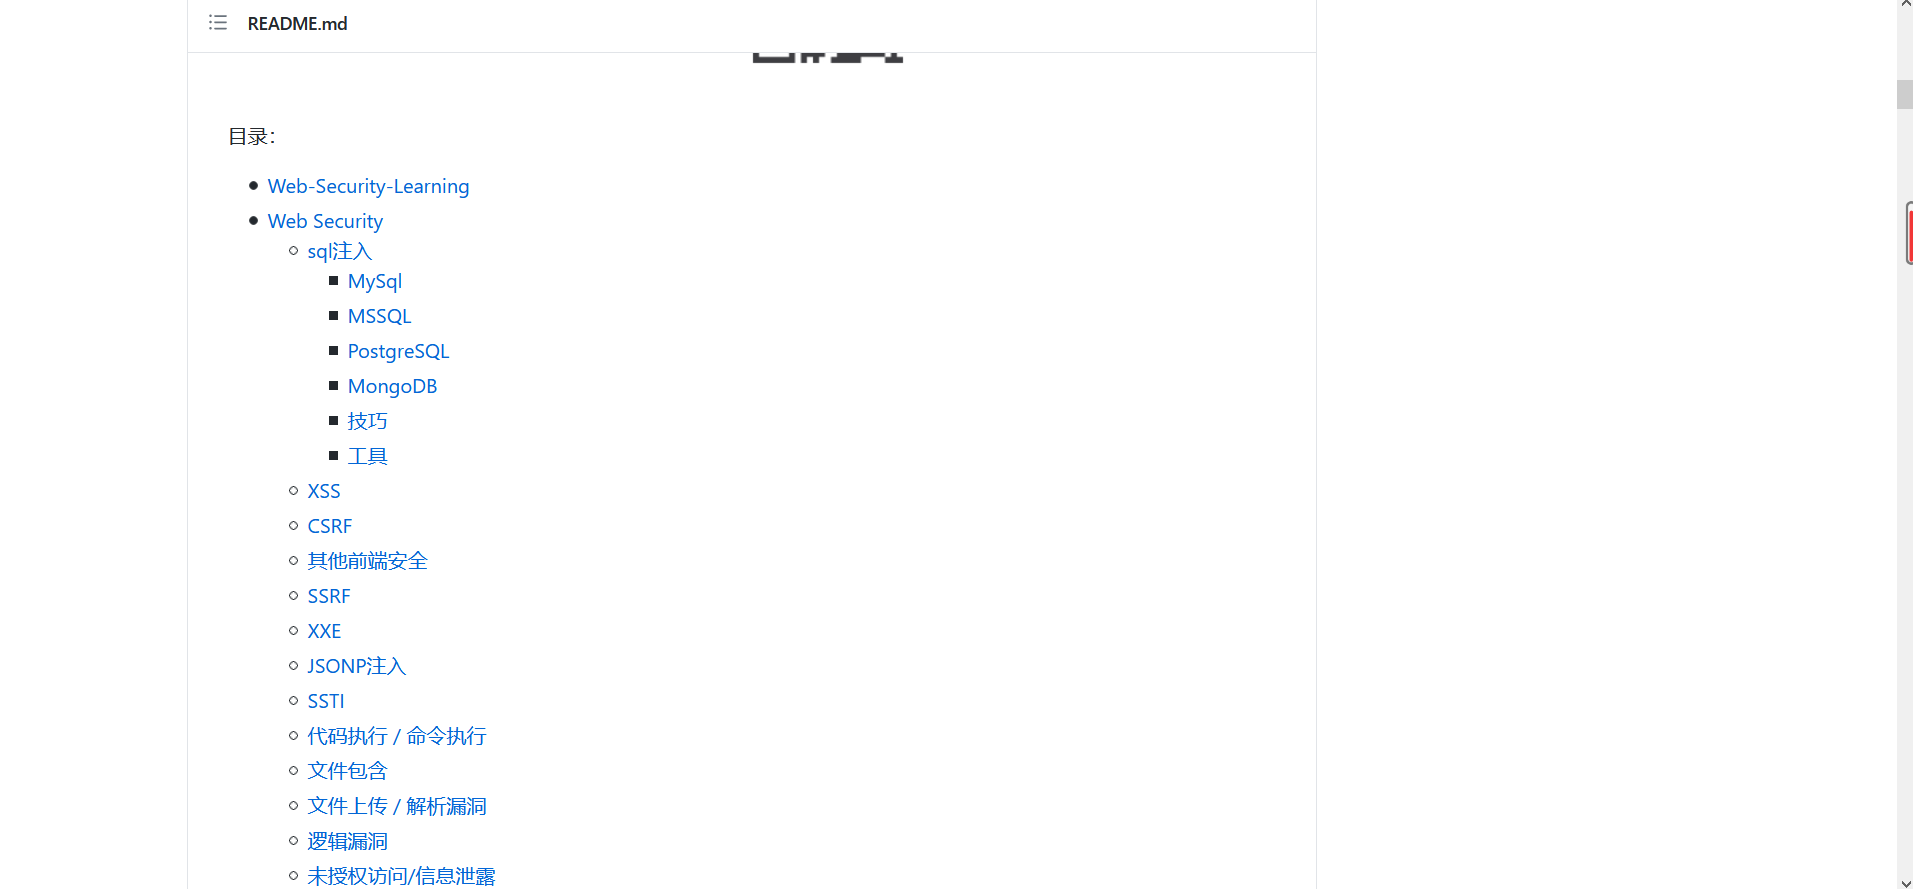 README.md
目录：
Web-Security-Learning
Web Security
sql注入
MySql
MSSQL
PostgreSQL
MongoDB
技巧
工具
XSS
CSRF
其他前端安全
SSRF
XXE
JSONP注入
SSTI
代码执行 / 命令执行
文件包含
文件上传 / 解析漏洞
逻辑漏洞
未授权访问/信息泄露